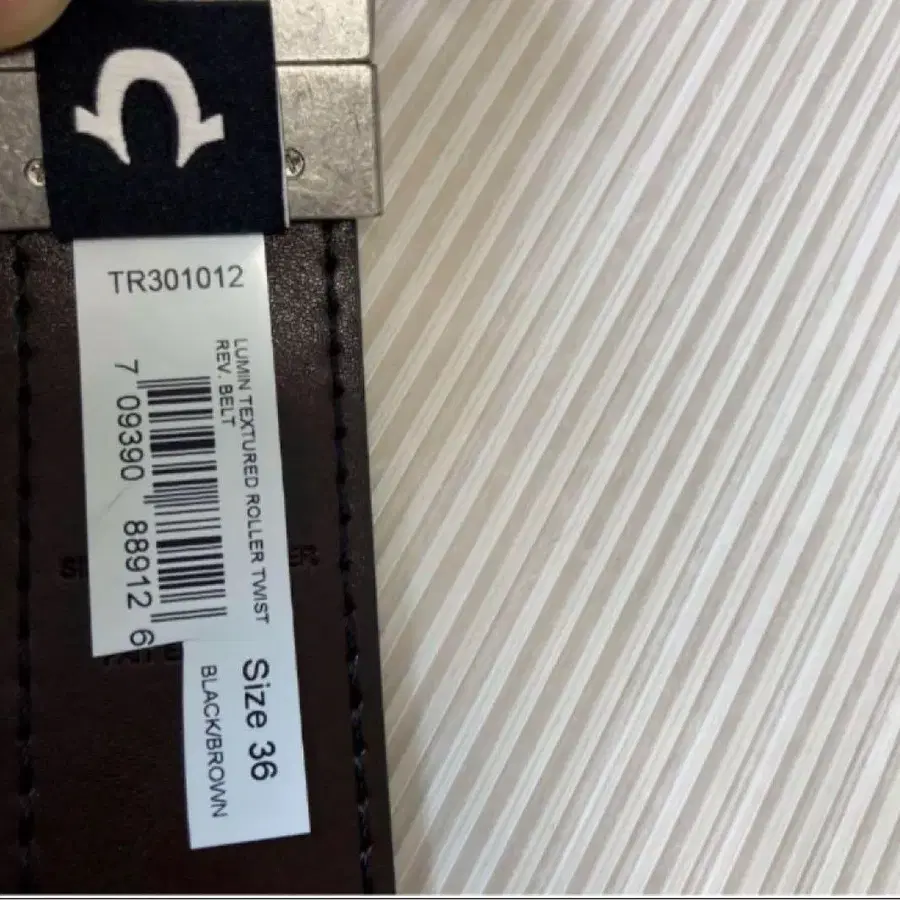 TR301012
LUMIN TEXTURED ROLLER TWIST
REV. BELT
7 09390 88912 6
Size 36
BLACK/BROWN